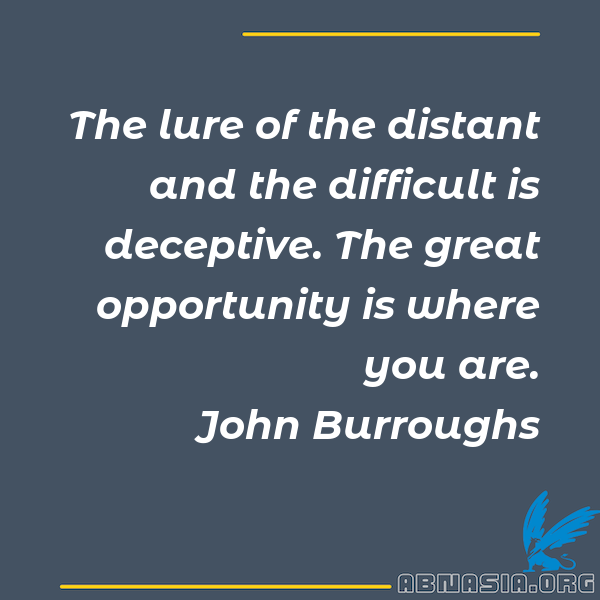 The lure of the distant
and the difficult is
deceptive. The great
opportunity is where
you are.
John Burroughs
ABNASIA.ORG